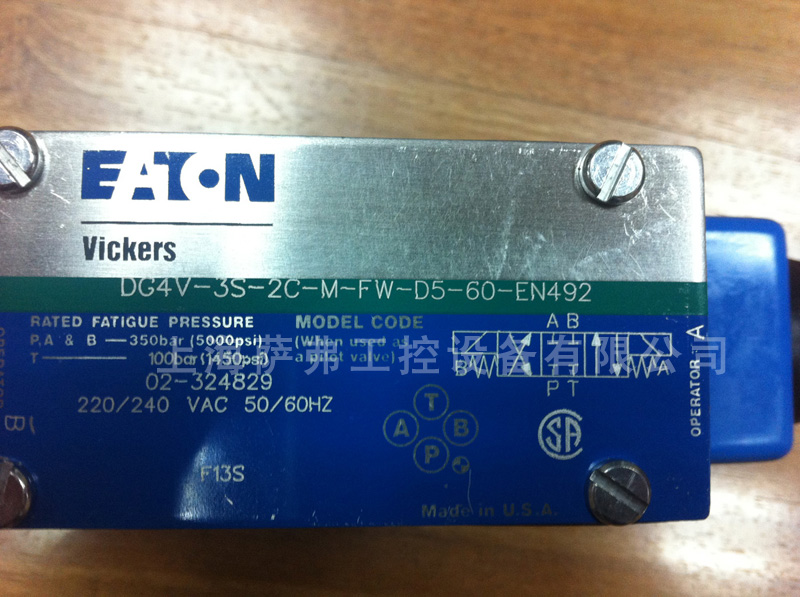 EATON
Vickers
DG4V-3S-2C-M-FW-D5-60-EN492
RATED FATIGUE PRESSURE
P,A & B — 350bar (5000psi)
T — 100bar (1450psi)
MODEL CODE
(When used as
a pilot valve)
02-324829
220/240 VAC 50/60HZ
F13S
A B
B
A
P T
T
A
B
P
SA
Made in U.S.A.
OPERATOR A
B
上海萨弗工控设备有限公司